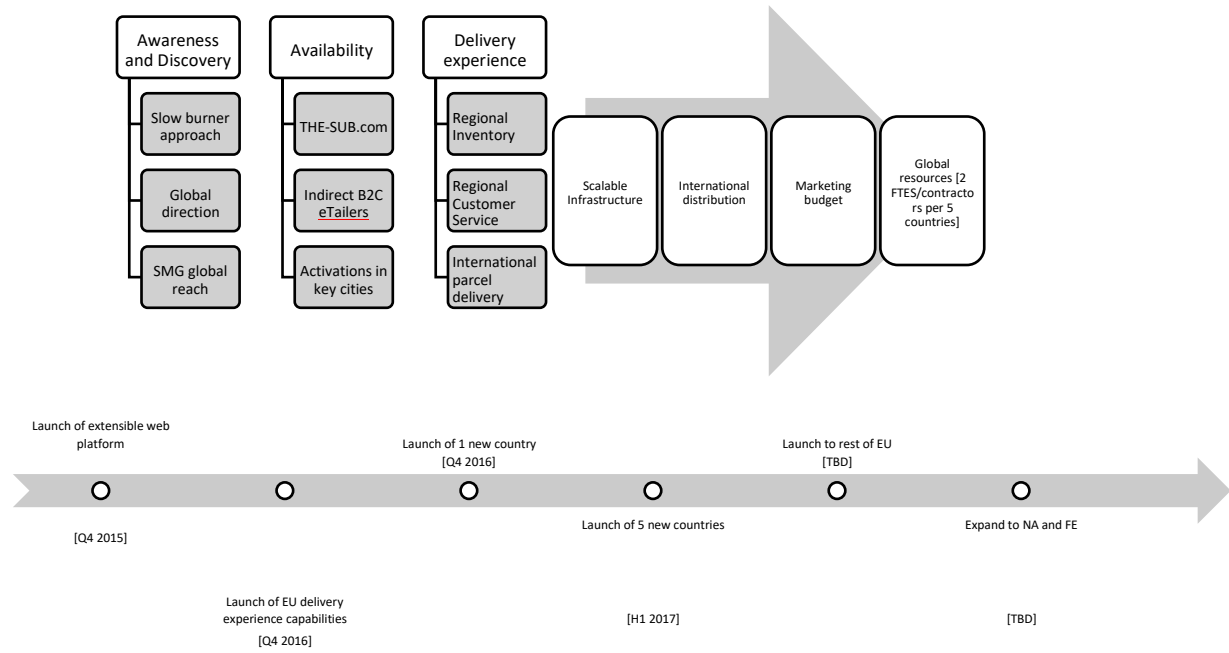 Awareness
and Discovery
Slow burner
approach
Global
direction
SMG global
reach
Availability
THE-SUB.com
Indirect B2C
eTailers
Activations in
key cities
Delivery
experience
Regional
Inventory
Regional
Customer
Service
International
parcel
delivery
Scalable
Infrastructure
International
distribution
Marketing
budget
Global
resources [2
FTES/contracto
rs per 5
countries]
Launch of extensible web
platform
[Q4 2015]
Launch of EU delivery
experience capabilities
[Q4 2016]
Launch of 1 new country
[Q4 2016]
Launch of 5 new countries
[H1 2017]
Launch to rest of EU
[TBD]
Expand to NA and FE
[TBD]